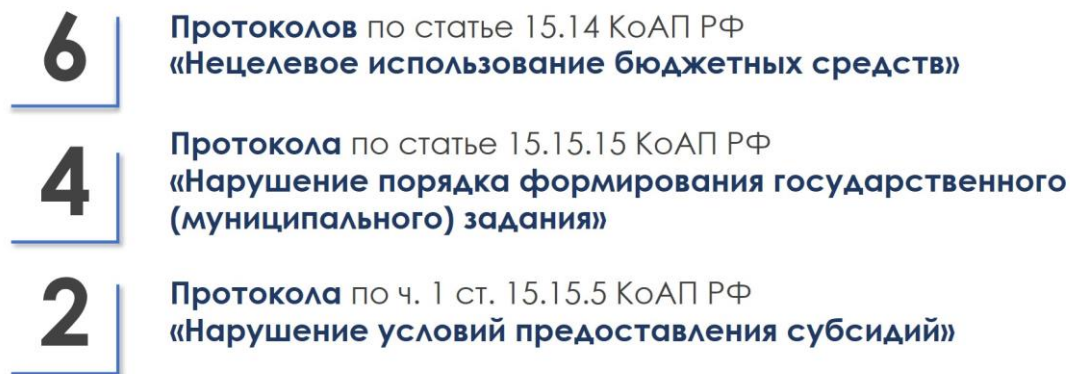 6
Протоколов по статье 15.14 КоАП РФ
«Нецелевое использование бюджетных средств»
4
Протокола по статье 15.15.15 КоАП РФ
«Нарушение порядка формирования государственного
(муниципального) задания»
2
Протокола по ч. 1 ст. 15.15.5 КоАП РФ
«Нарушение условий предоставления субсидий»